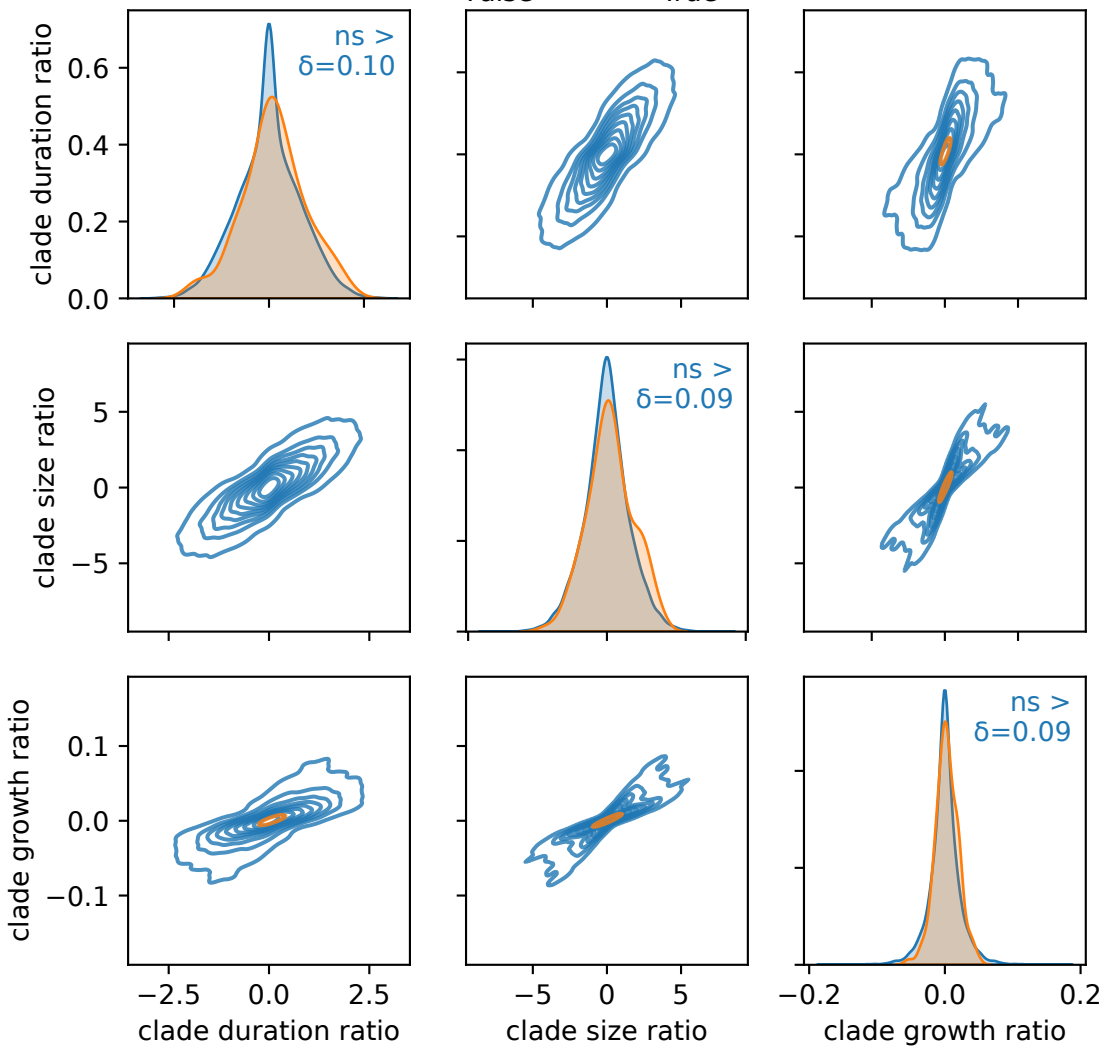 clade duration ratio
0.6
0.4
0.2
0.0
ns >
δ=0.10
−5
0
5
clade size ratio
5
0
−5
ns >
δ=0.09
clade growth ratio
0.1
0.0
−0.1
ns >
δ=0.09
−2.5
0.0
2.5
−5
0
5
−0.2
0.0
0.2
clade duration ratio
clade size ratio
clade growth ratio